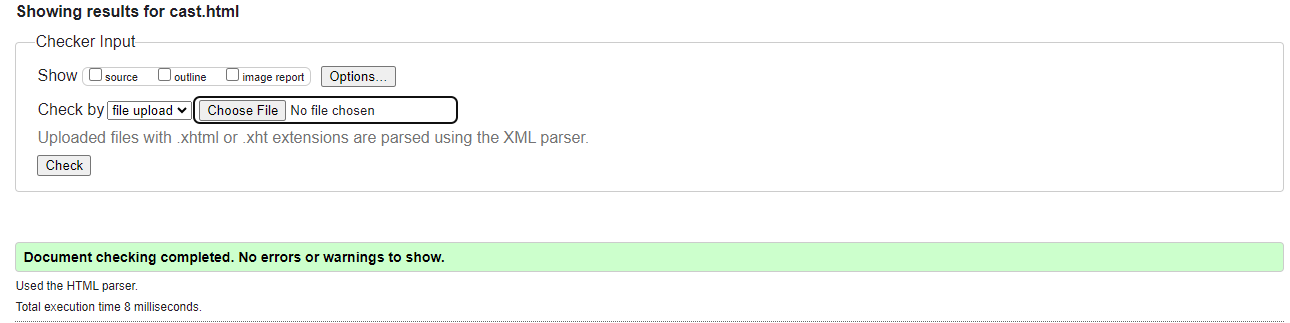 Showing results for cast.html
Checker Input
Show source outline image report Options...
Check by file upload Choose File No file chosen
Uploaded files with .xhtml or .xht extensions are parsed using the XML parser.
Check
Document checking completed. No errors or warnings to show.
Used the HTML parser.
Total execution time 8 milliseconds.